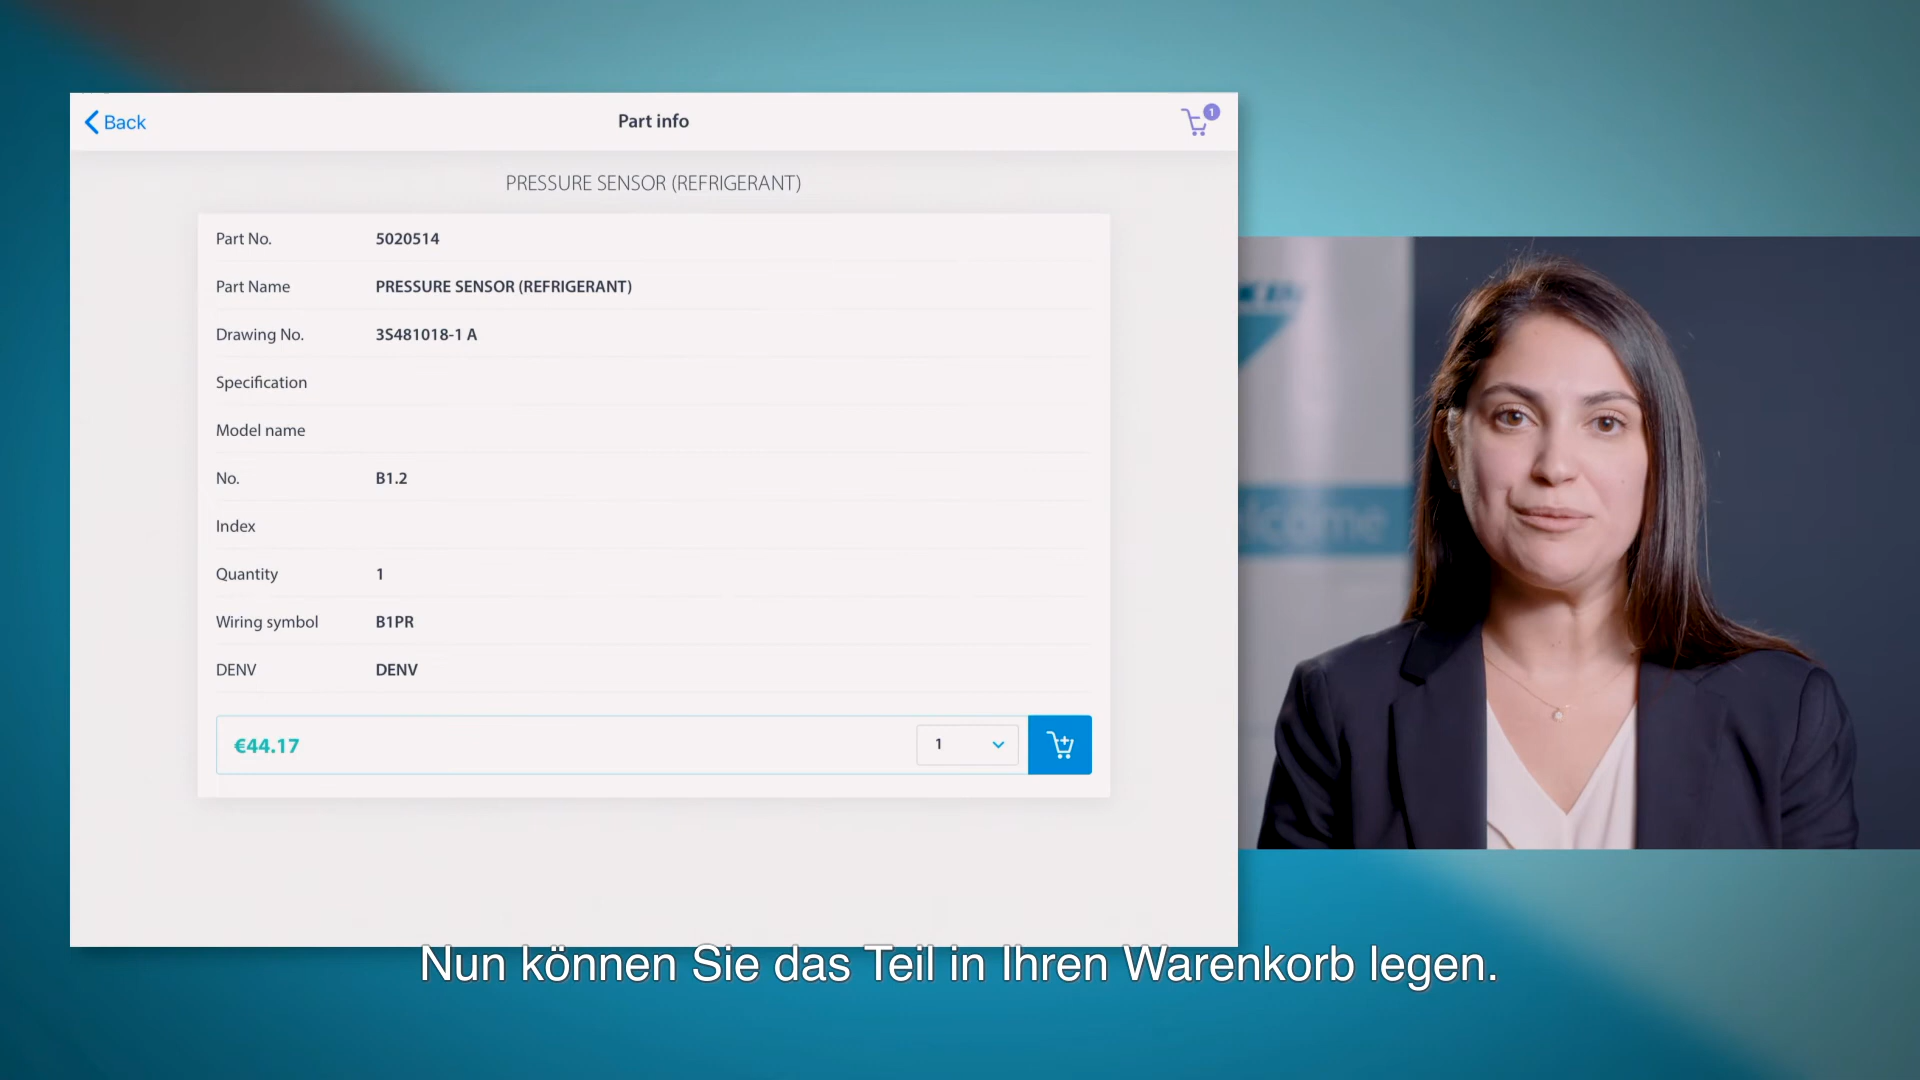 Back
Part info
1
PRESSURE SENSOR (REFRIGERANT)
Part No. 5020514
Part Name PRESSURE SENSOR (REFRIGERANT)
Drawing No. 3S481018-1 A
Specification
Model name
No. B1.2
Index
Quantity 1
Wiring symbol B1PR
DENV DENV
€44.17 1
elcome
Nun können Sie das Teil in Ihren Warenkorb legen.